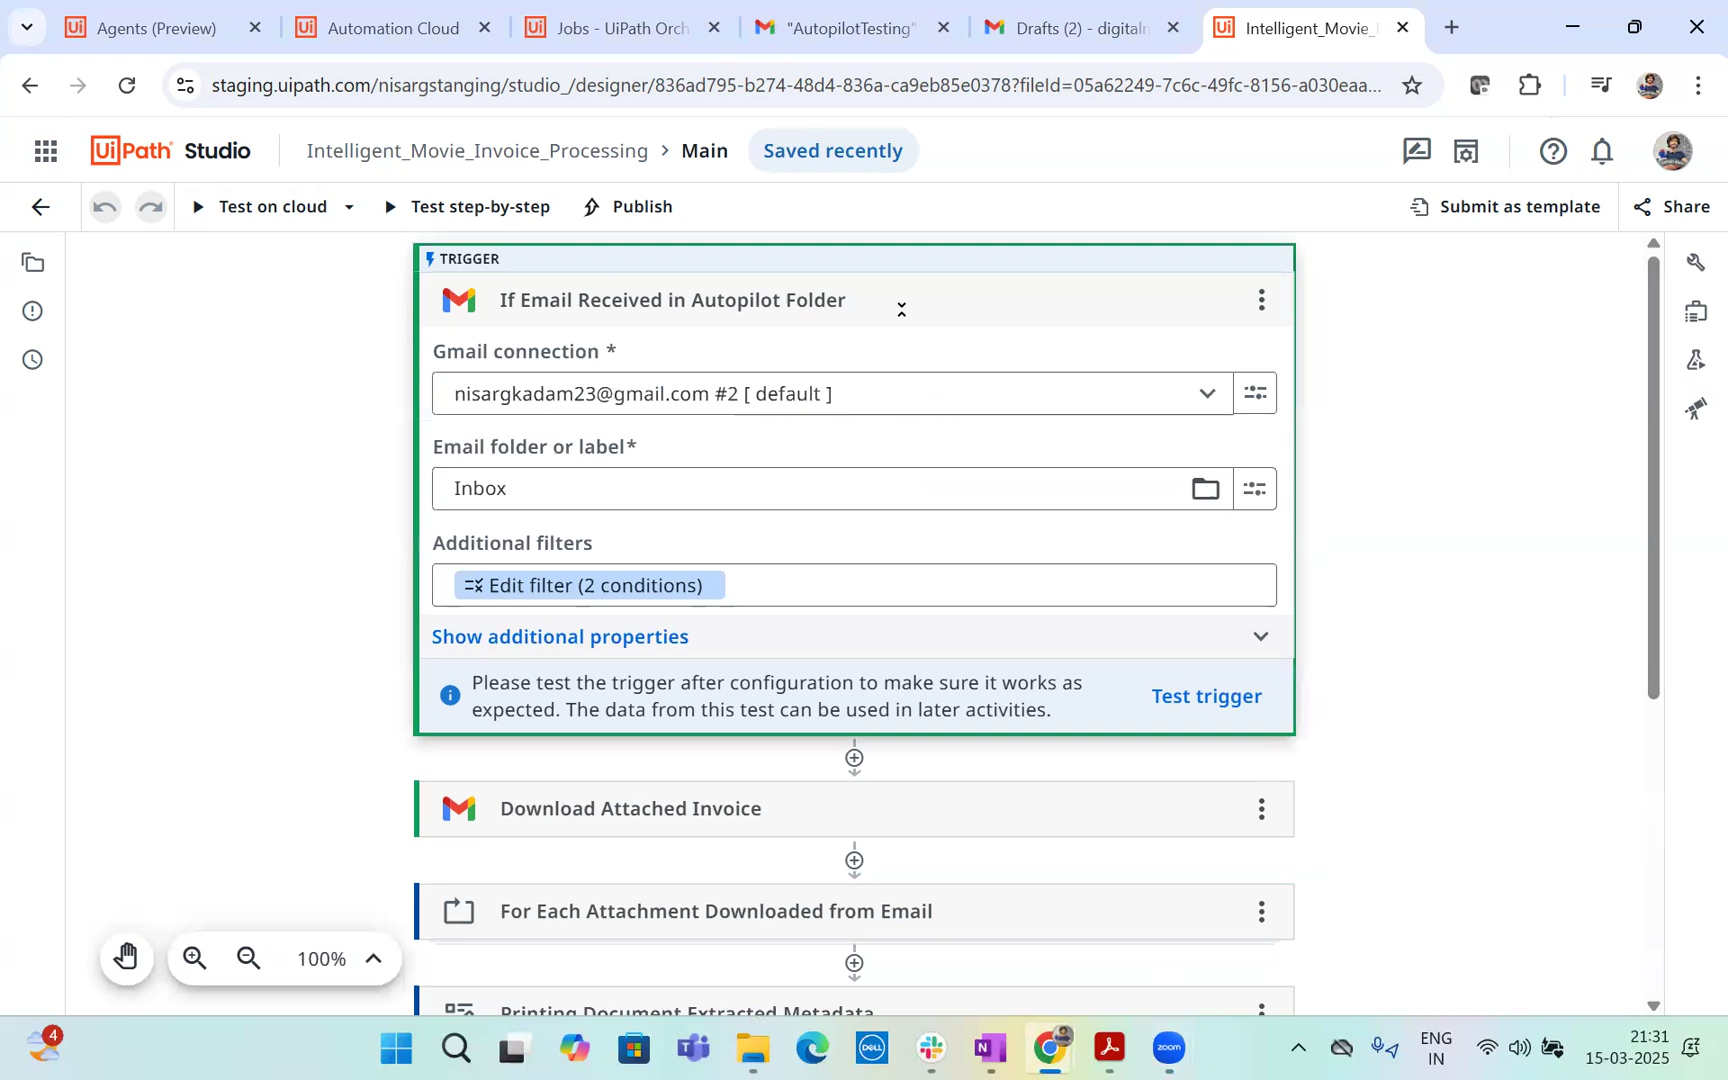 Agents (Preview)
Automation Cloud
Jobs - UiPath Orch
"AutopilotTesting"
Drafts (2) - digitalr
Intelligent_Movie_
staging.uipath.com/nisargstanging/studio_/designer/836ad795-b274-48d4-836a-ca9eb85e0378?fileId=05a62249-7c6c-49fc-8156-a030eaa...
UiPath Studio
Intelligent_Movie_Invoice_Processing > Main
Saved recently
Test on cloud
Test step-by-step
Publish
Submit as template
Share
TRIGGER
If Email Received in Autopilot Folder
Gmail connection *
nisargkadam23@gmail.com #2 [ default ]
Email folder or label*
Inbox
Additional filters
Edit filter (2 conditions)
Show additional properties
Please test the trigger after configuration to make sure it works as
expected. The data from this test can be used in later activities.
Test trigger
Download Attached Invoice
For Each Attachment Downloaded from Email
100%
Printing Document Extracted Metadata
4
DELL
zoom
ENG
IN
21:31
15-03-2025